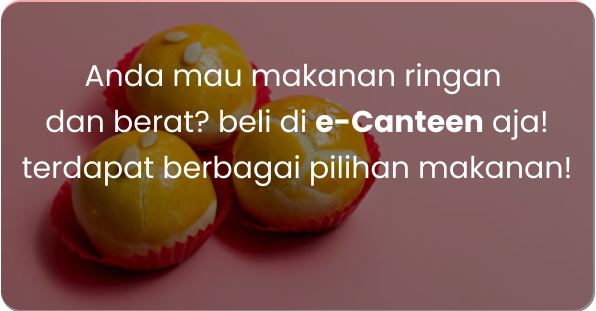 Anda mau makanan ringan
dan berat? beli di e-Canteen aja!
terdapat berbagai pilihan makanan!